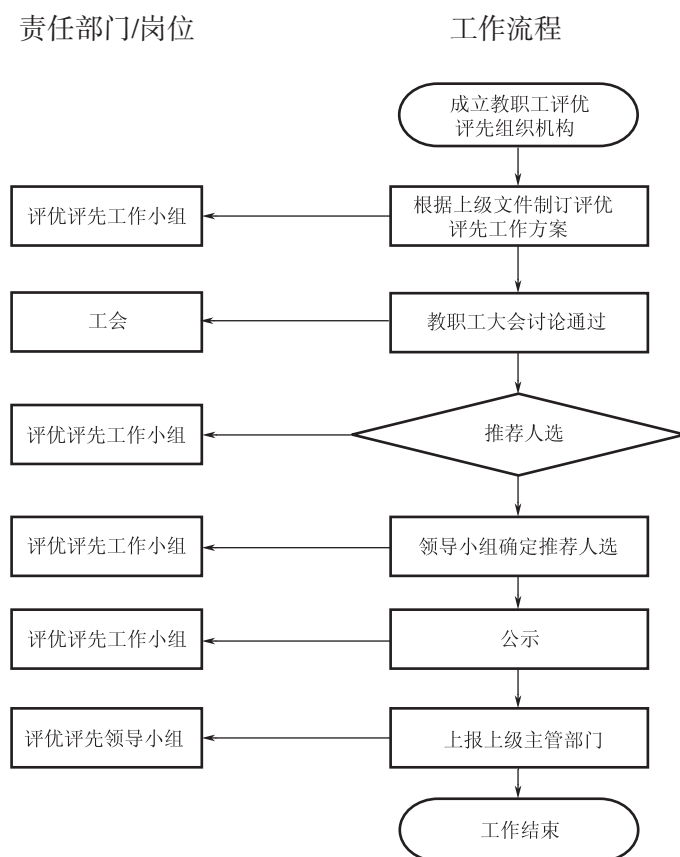 责任部门/岗位
工作流程
成立教职工评优
评先组织机构
评优评先工作小组
根据上级文件制订评优
评先工作方案
工会
教职工大会讨论通过
评优评先工作小组
推荐人选
评优评先工作小组
领导小组确定推荐人选
评优评先工作小组
公示
评优评先领导小组
上报上级主管部门
工作结束